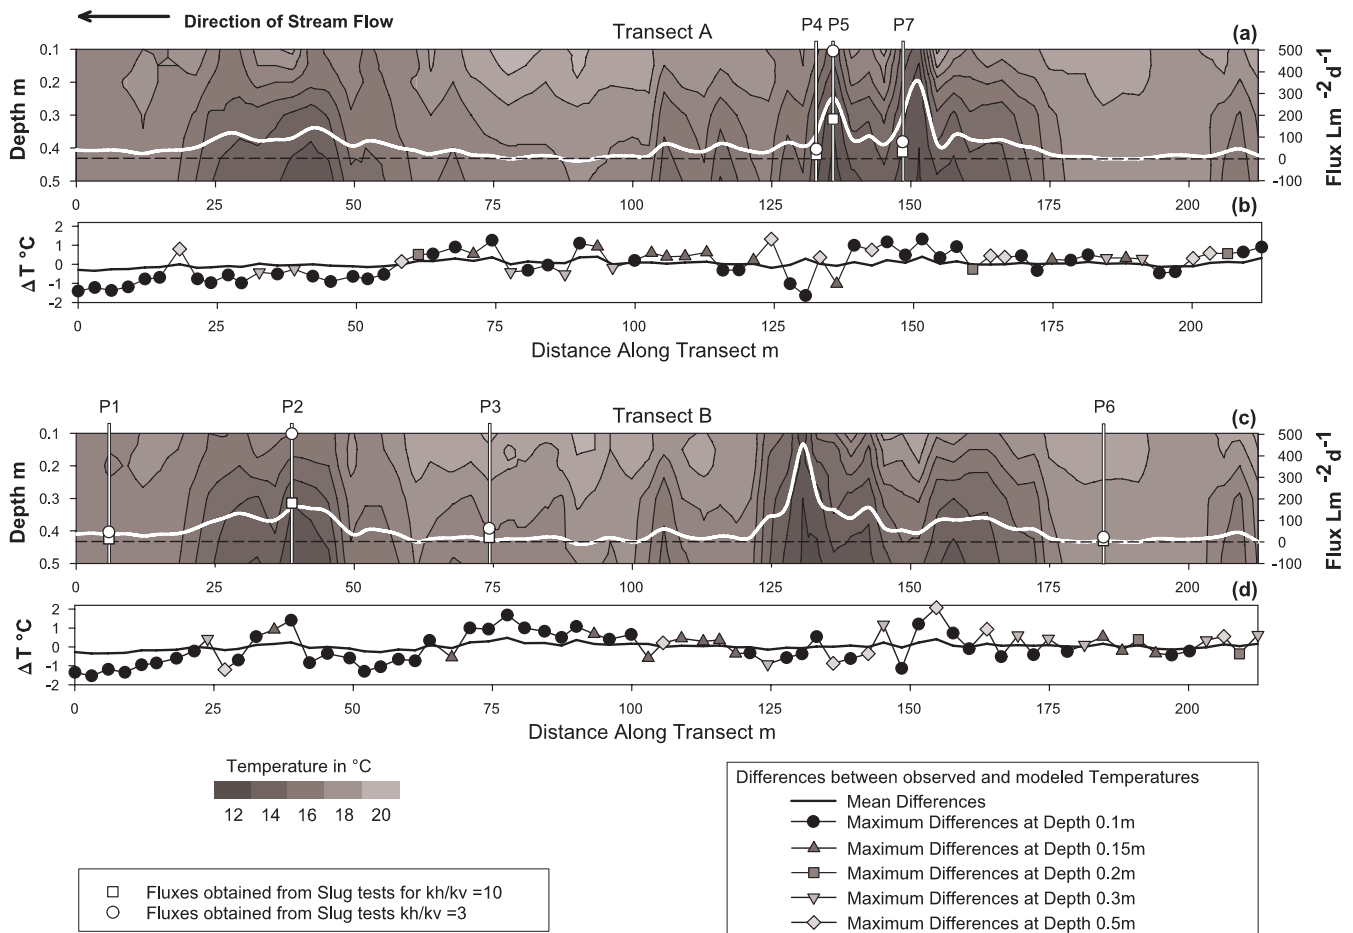 Direction of Stream Flow
Transect A
P4 P5 P7
(a)
0.1
0.2
0.3
0.4
0.5
Depth m
500
400
300
200
100
0
-100
Flux Lm⁻²d⁻¹
0 25 50 75 100 125 150 175 200
(b)
2
1
0
-1
-2
Δ T °C
0 25 50 75 100 125 150 175 200
Distance Along Transect m
P1 P2 P3 Transect B P6
(c)
0.1
0.2
0.3
0.4
0.5
Depth m
500
400
300
200
100
0
-100
Flux Lm⁻²d⁻¹
0 25 50 75 100 125 150 175 200
(d)
2
1
0
-1
-2
Δ T °C
0 25 50 75 100 125 150 175 200
Distance Along Transect m
Temperature in °C
12 14 16 18 20
Fluxes obtained from Slug tests for kh/kv =10
Fluxes obtained from Slug tests kh/kv =3
Differences between observed and modeled Temperatures
Mean Differences
Maximum Differences at Depth 0.1m
Maximum Differences at Depth 0.15m
Maximum Differences at Depth 0.2m
Maximum Differences at Depth 0.3m
Maximum Differences at Depth 0.5m